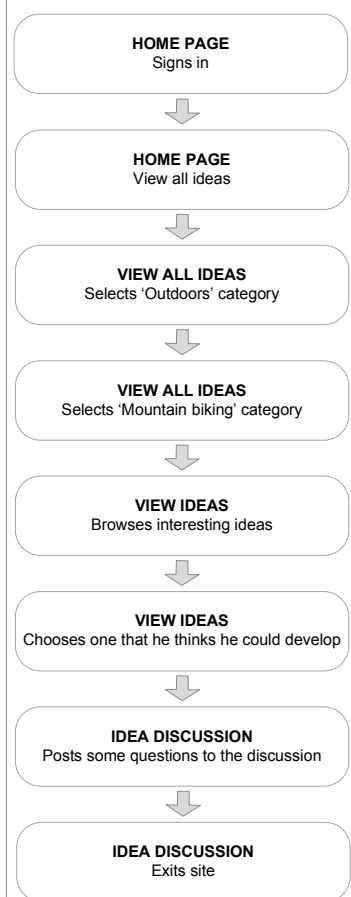 HOME PAGE
Signs in
HOME PAGE
View all ideas
VIEW ALL IDEAS
Selects ‘Outdoors’ category
VIEW ALL IDEAS
Selects ‘Mountain biking’ category
VIEW IDEAS
Browses interesting ideas
VIEW IDEAS
Chooses one that he thinks he could develop
IDEA DISCUSSION
Posts some questions to the discussion
IDEA DISCUSSION
Exits site